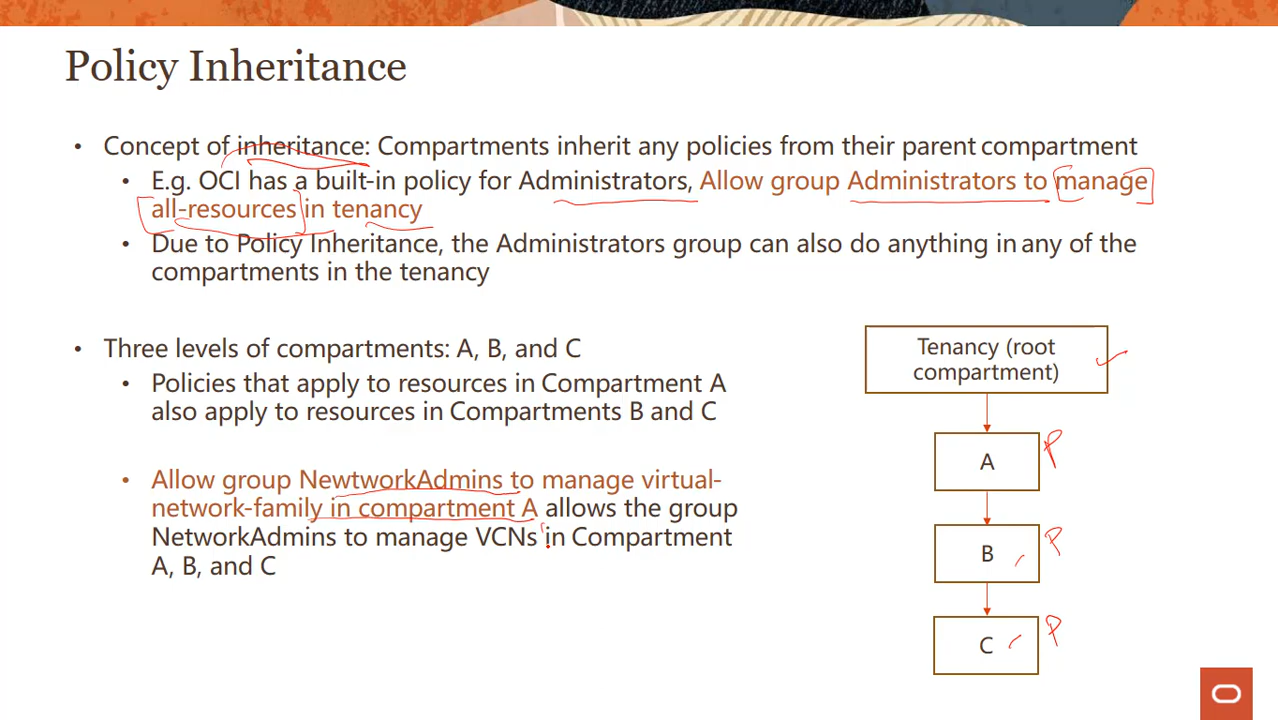 Policy Inheritance
• Concept of inheritance: Compartments inherit any policies from their parent compartment
• E.g. OCI has a built-in policy for Administrators, Allow group Administrators to manage
all-resources in tenancy
• Due to Policy Inheritance, the Administrators group can also do anything in any of the
compartments in the tenancy
• Three levels of compartments: A, B, and C
• Policies that apply to resources in Compartment A
also apply to resources in Compartments B and C
• Allow group NewtworkAdmins to manage virtual-
network-family in compartment A allows the group
NetworkAdmins to manage VCNs in Compartment
A, B, and C
Tenancy (root
compartment)
A
P
B
P
C
P